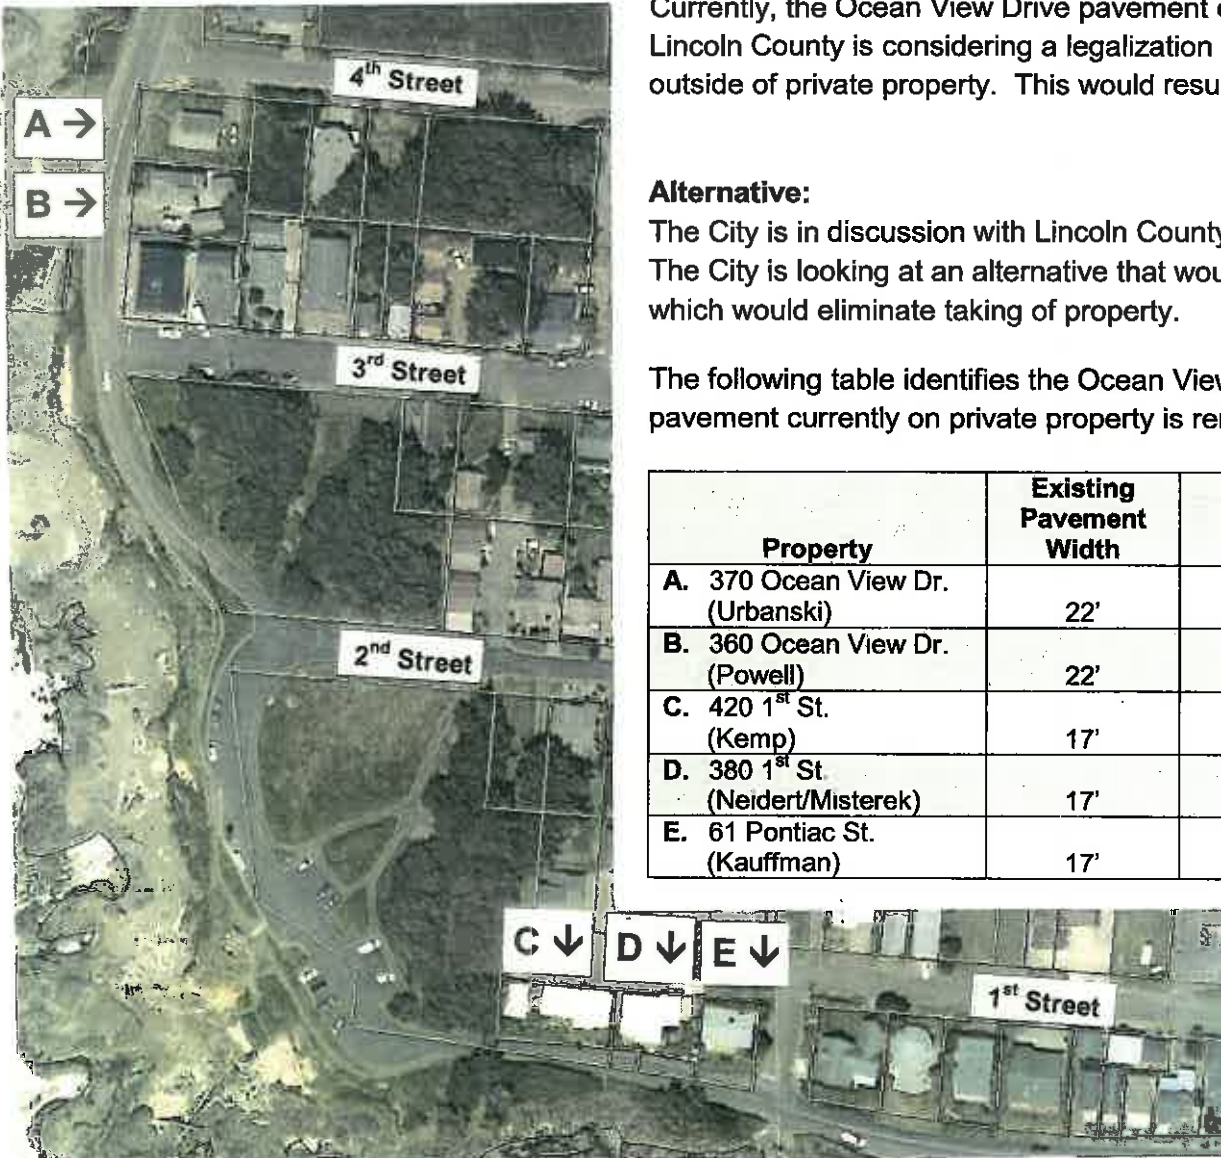 Currently, the Ocean View Drive pavement
Lincoln County is considering a legalization
outside of private property. This would resu
Alternative:
The City is in discussion with Lincoln County
The City is looking at an alternative that wou
which would eliminate taking of property.
The following table identifies the Ocean View
pavement currently on private property is re
Property
Existing
Pavement
Width
A. 370 Ocean View Dr.
(Urbanski)
22'
B. 360 Ocean View Dr.
(Powell)
22'
C. 420 1st St.
(Kemp)
17'
D. 380 1st St.
(Neidert/Misterek)
17'
E. 61 Pontiac St.
(Kauffman)
17'
4th Street
A →
B →
3rd Street
2nd Street
C ↓
D ↓
E ↓
1st Street